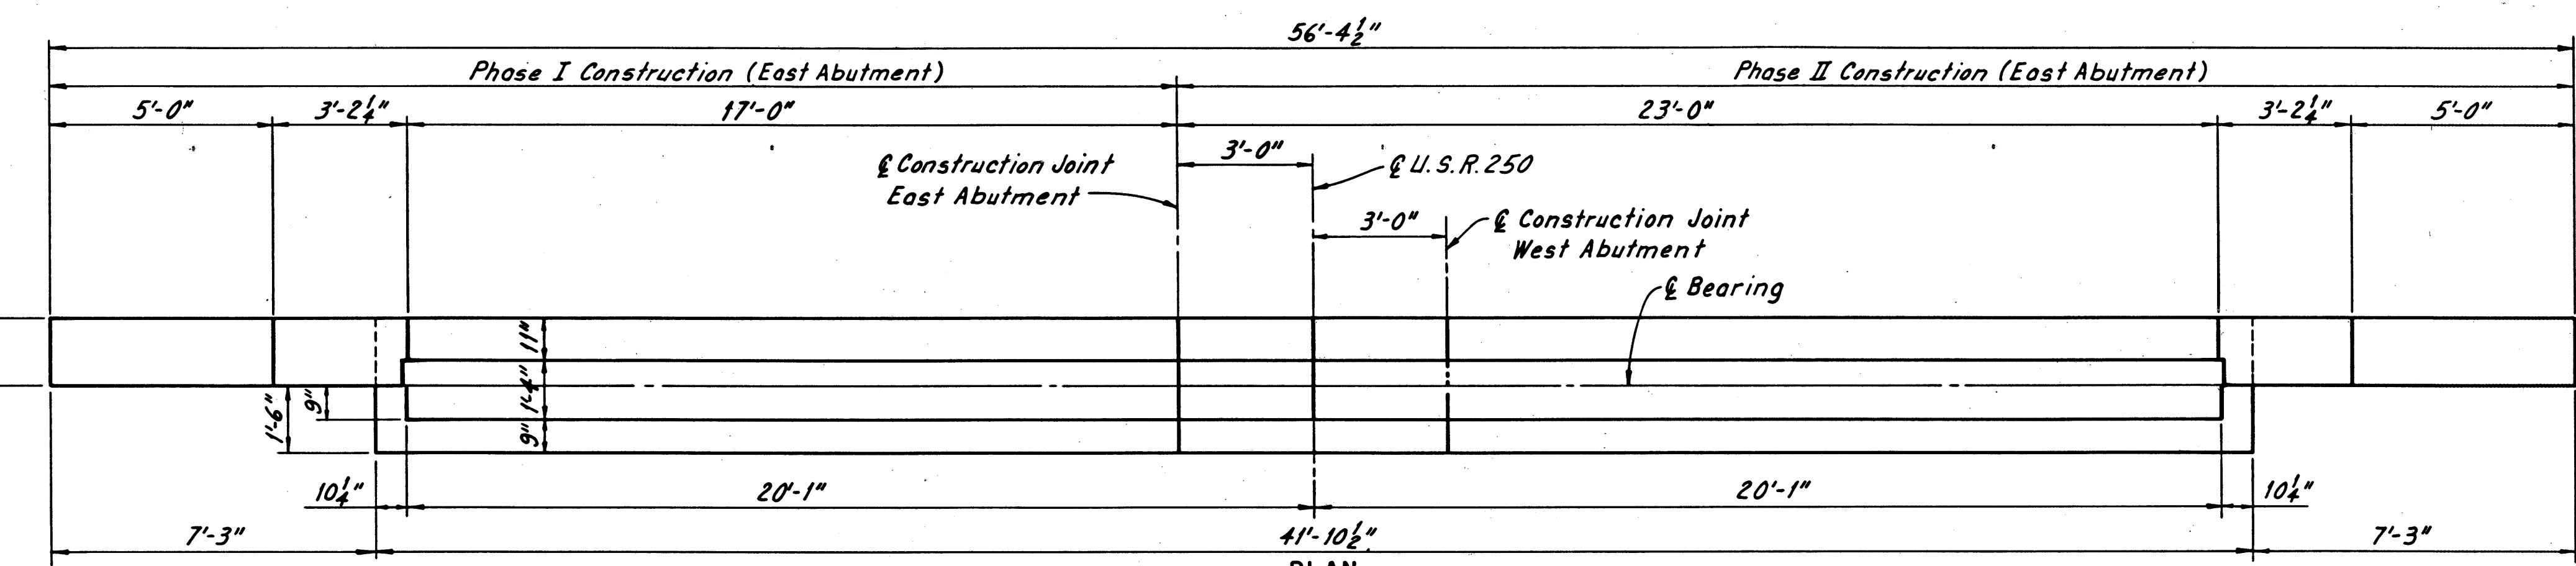 56'-4½"
Phase I Construction (East Abutment)
Phase II Construction (East Abutment)
5'-0"
3'-2¼"
17'-0"
23'-0"
3'-2¼"
5'-0"
3'-0"
℄ Construction Joint
East Abutment
℄ U.S.R. 250
3'-0"
℄ Construction Joint
West Abutment
℄ Bearing
11"
1'-4"
9"
1'-6"
9"
10¼"
20'-1"
20'-1"
10¼"
7'-3"
41'-10½"
7'-3"
PLAN